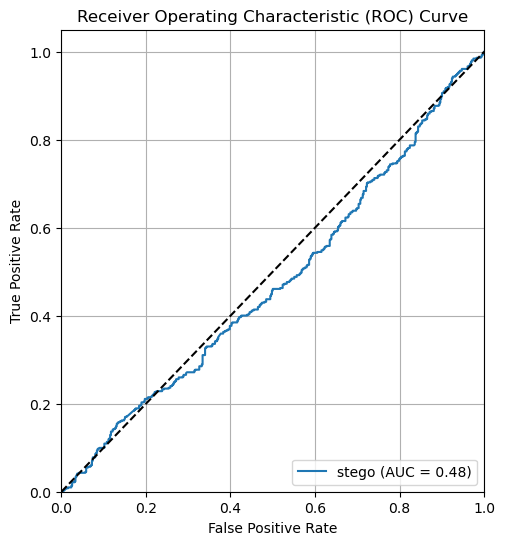 Receiver Operating Characteristic (ROC) Curve
True Positive Rate
1.0
0.8
0.6
0.4
0.2
0.0
0.0 0.2 0.4 0.6 0.8 1.0
False Positive Rate
stego (AUC = 0.48)